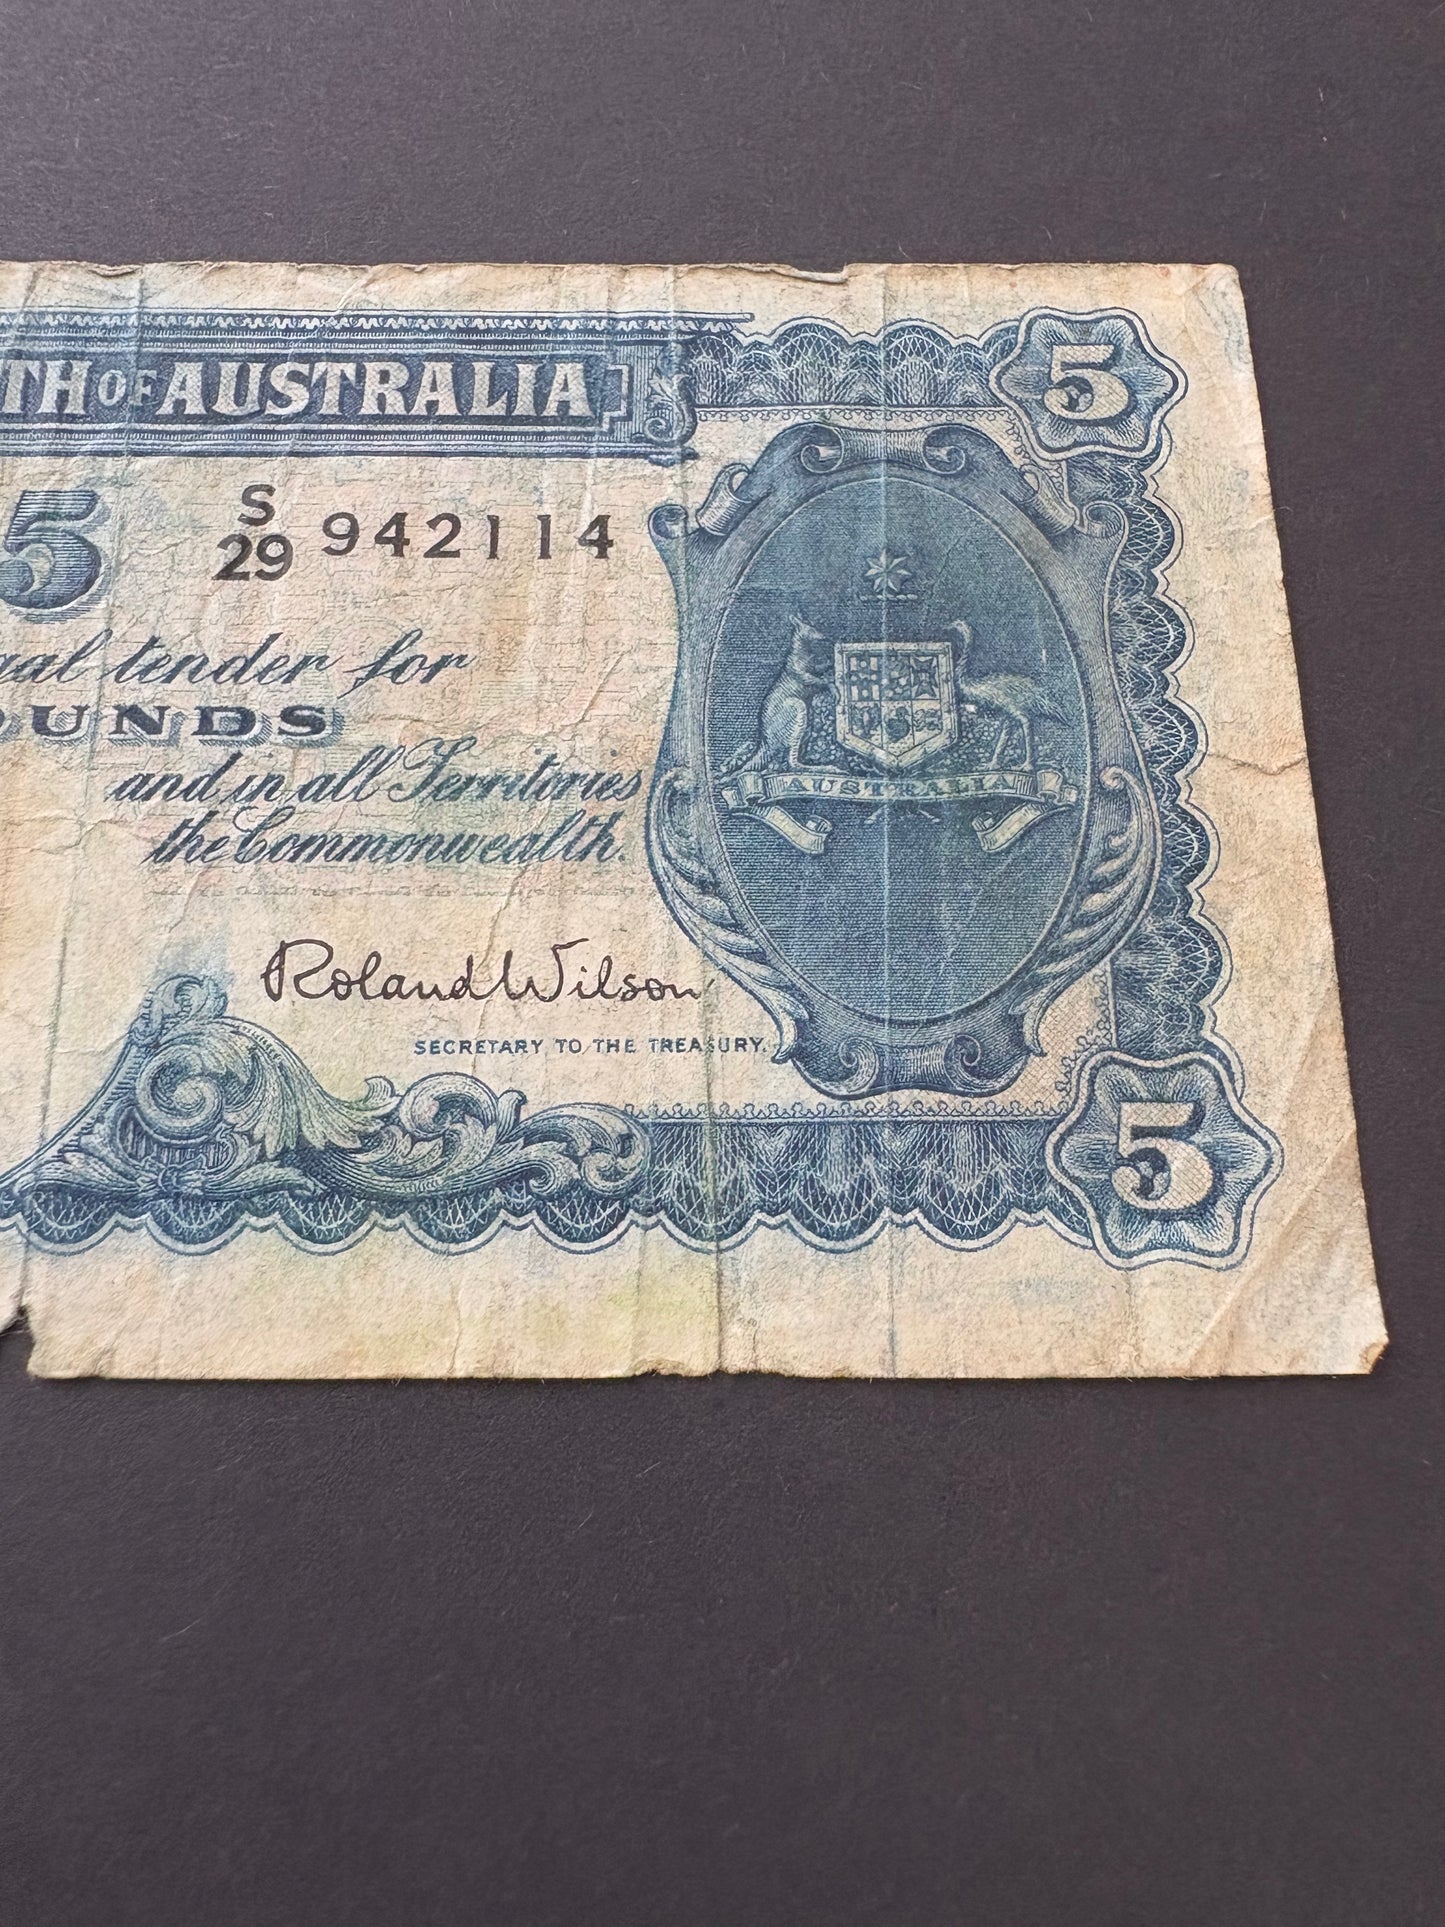 TH OF AUSTRALIA
5
5
S
29 942114
gal tender for
OUNDS
and in all Territories
the Commonwealth.
AUSTRALIA
Roland Wilson
SECRETARY TO THE TREASURY.
5